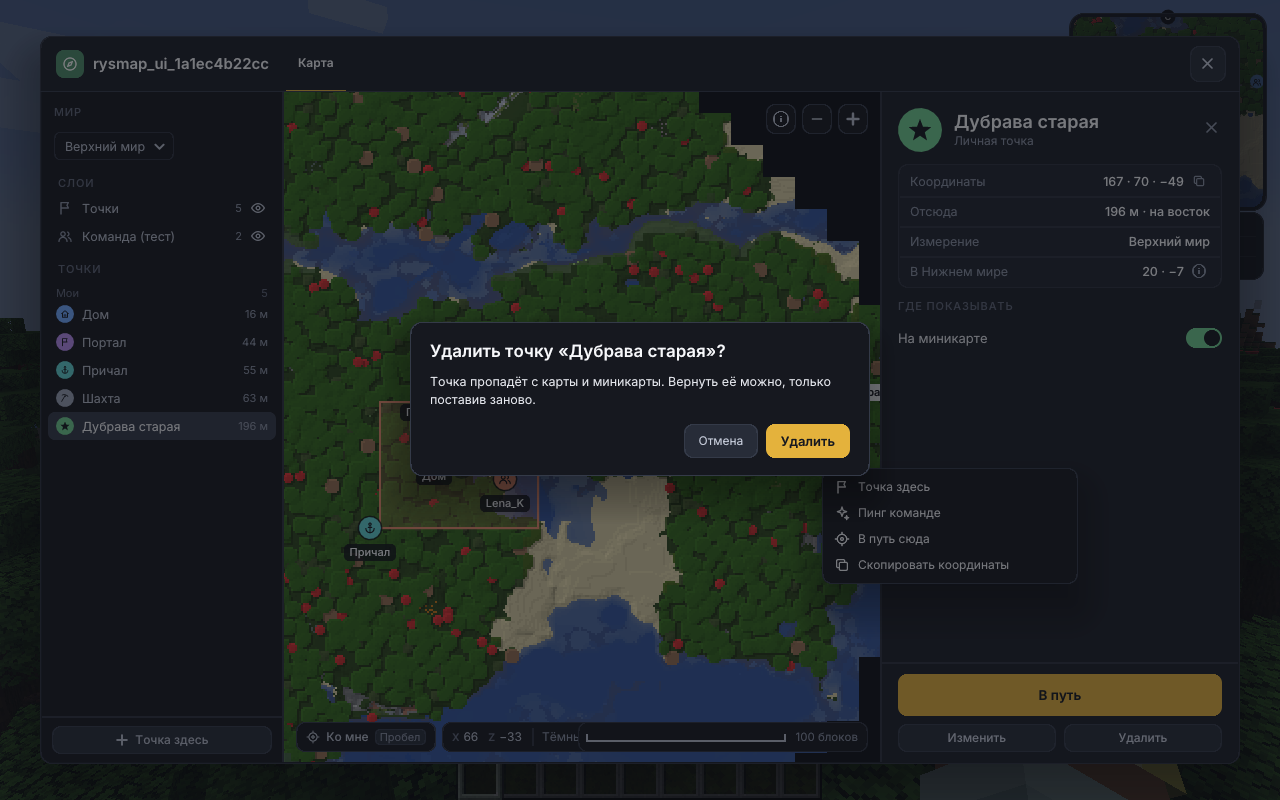 rysmap_ui_1a1ec4b22cc
Карта
МИР
Верхний мир
СЛОИ
Точки 5
Команда (тест) 2
ТОЧКИ
Мои 5
Дом 16 м
Портал 44 м
Причал 55 м
Шахта 63 м
Дубрава старая 196 м
Точка здесь
Дом
Lena_K
Причал
Ко мне Пробел
X 66 Z −33
100 блоков
Удалить точку «Дубрава старая»?
Точка пропадёт с карты и миникарты. Вернуть её можно, только
поставив заново.
Отмена
Удалить
Точка здесь
Пинг команде
В путь сюда
Скопировать координаты
Дубрава старая
Личная точка
Координаты 167 · 70 · −49
Отсюда 196 м · на восток
Измерение Верхний мир
В Нижнем мире 20 · −7
ГДЕ ПОКАЗЫВАТЬ
На миникарте
В путь
Изменить
Удалить